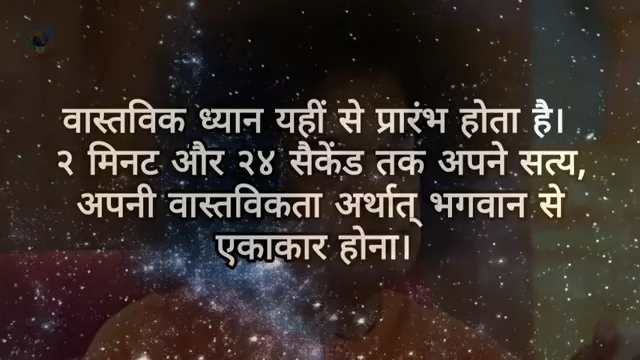 वास्तविक ध्यान यहीं से प्रारंभ होता है।
२ मिनट और २४ सैकेंड तक अपने सत्य,
अपनी वास्तविकता अर्थात् भगवान से
एकाकार होना।